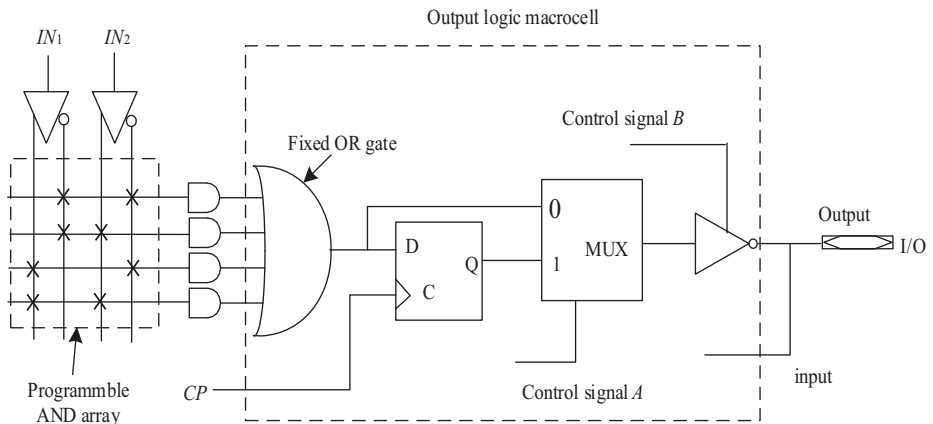 Output logic macrocell
IN1
IN2
Control signal B
Fixed OR gate
0
Output
D
I/O
Q
1
MUX
C
input
Control signal A
CP
Programmble
AND array